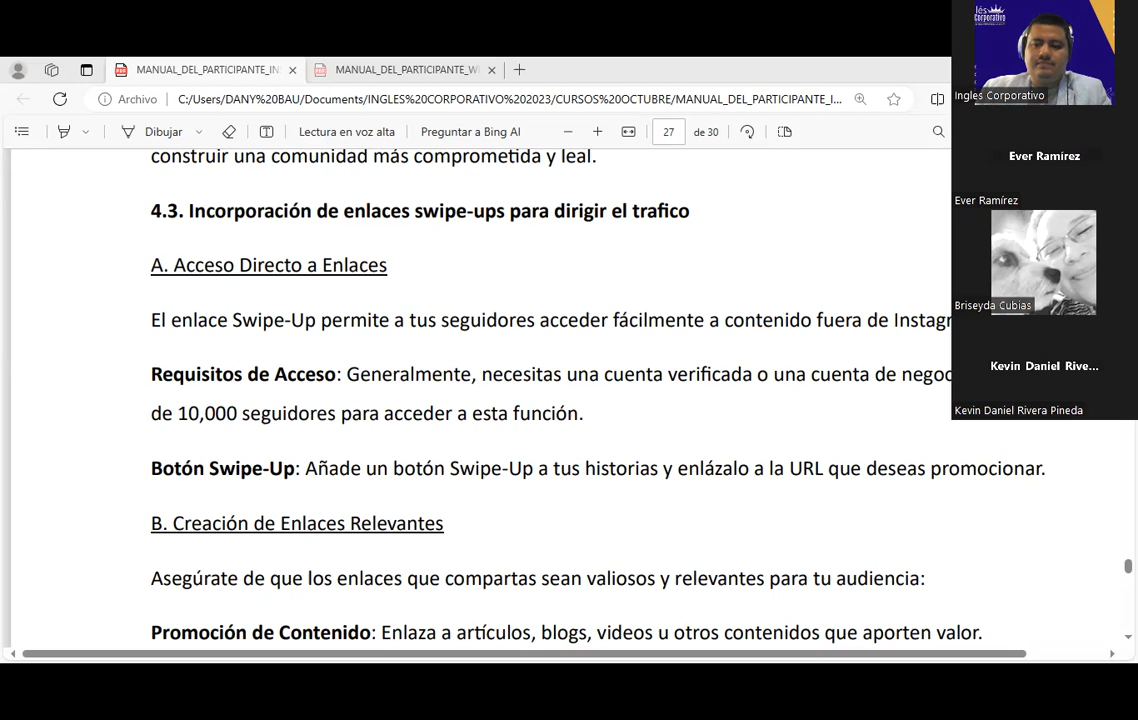 MANUAL_DEL_PARTICIPANTE_IN
MANUAL_DEL_PARTICIPANTE_W
Archivo
C:/Users/DANY%20BAU/Documents/INGLES%20CORPORATIVO%202023/CURSOS%20OCTUBRE/MANUAL_DEL_PARTICIPANTE_I...
Dibujar
Lectura en voz alta
Preguntar a Bing AI
27
de 30
construir una comunidad más comprometida y leal.
4.3. Incorporación de enlaces swipe-ups para dirigir el trafico
A. Acceso Directo a Enlaces
El enlace Swipe-Up permite a tus seguidores acceder fácilmente a contenido fuera de Instagr
Requisitos de Acceso: Generalmente, necesitas una cuenta verificada o una cuenta de negoc
de 10,000 seguidores para acceder a esta función.
Botón Swipe-Up: Añade un botón Swipe-Up a tus historias y enlázalo a la URL que deseas promocionar.
B. Creación de Enlaces Relevantes
Asegúrate de que los enlaces que compartas sean valiosos y relevantes para tu audiencia:
Promoción de Contenido: Enlaza a artículos, blogs, videos u otros contenidos que aporten valor.
lés
Corporativo
Ingles Corporativo
Ever Ramírez
Ever Ramírez
Briseyda Cubias
Kevin Daniel Rive...
Kevin Daniel Rivera Pineda